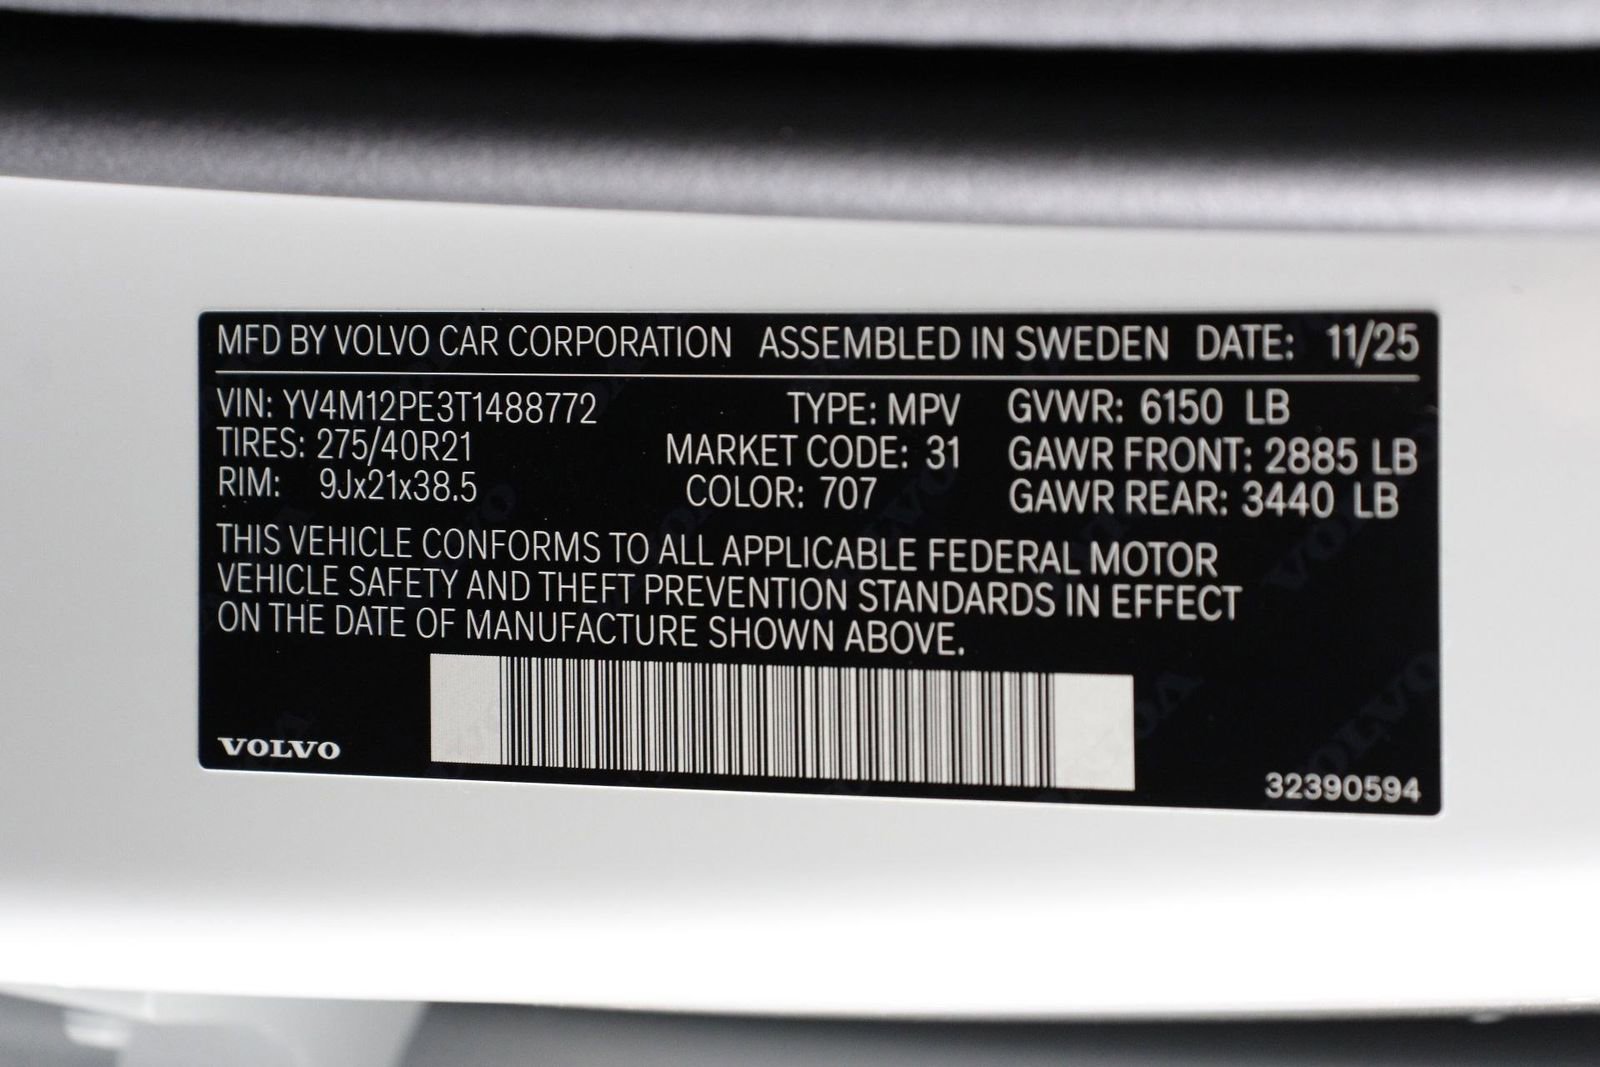 MFD BY VOLVO CAR CORPORATION ASSEMBLED IN SWEDEN DATE: 11/25
VIN: YV4M12PE3T1488772 TYPE: MPV GVWR: 6150 LB
TIRES: 275/40R21 MARKET CODE: 31 GAWR FRONT: 2885 LB
RIM: 9Jx21x38.5 COLOR: 707 GAWR REAR: 3440 LB
THIS VEHICLE CONFORMS TO ALL APPLICABLE FEDERAL MOTOR
VEHICLE SAFETY AND THEFT PREVENTION STANDARDS IN EFFECT
ON THE DATE OF MANUFACTURE SHOWN ABOVE.
VOLVO
32390594